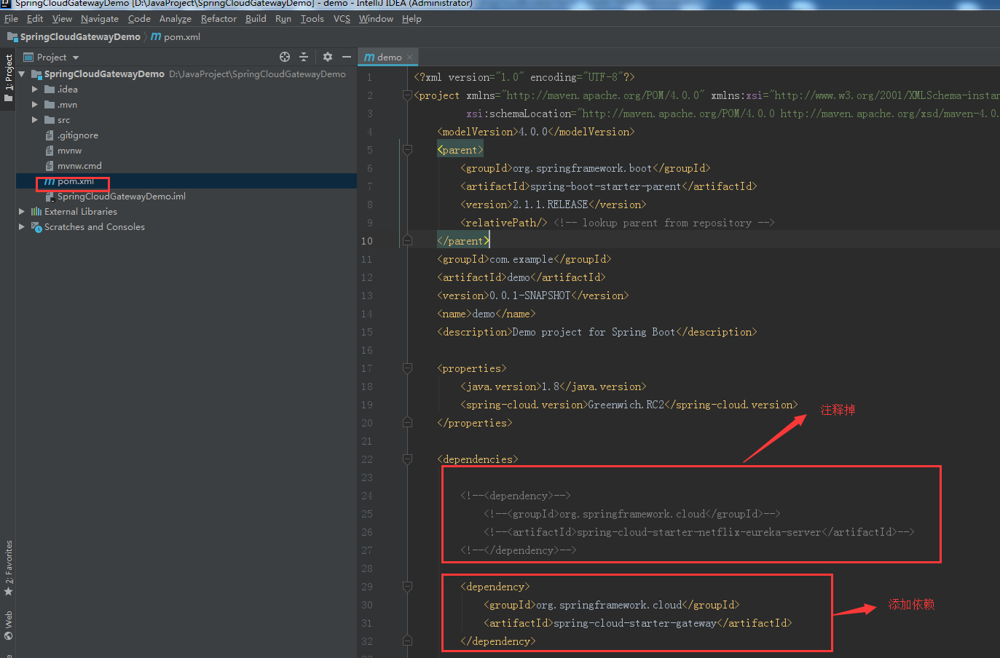 SpringCloudGatewayDemo [D:\JavaProject\SpringCloudGatewayDemo] - demo - IntelliJ IDEA (Administrator)
File Edit View Navigate Code Analyze Refactor Build Run Tools VCS Window Help
SpringCloudGatewayDemo pom.xml
1: Project
Project
SpringCloudGatewayDemo D:\JavaProject\SpringCloudGatewayDemo
.idea
.mvn
src
.gitignore
mvnw
mvnw.cmd
pom.xml
SpringCloudGatewayDemo.iml
External Libraries
Scratches and Consoles
2: Favorites
Web
demo
1 <?xml version="1.0" encoding="UTF-8"?>
2 <project xmlns="http://maven.apache.org/POM/4.0.0" xmlns:xsi="http://www.w3.org/2001/XMLSchema-instan
3 xsi:schemaLocation="http://maven.apache.org/POM/4.0.0 http://maven.apache.org/xsd/maven-4.0.
4 <modelVersion>4.0.0</modelVersion>
5 <parent>
6 <groupId>org.springframework.boot</groupId>
7 <artifactId>spring-boot-starter-parent</artifactId>
8 <version>2.1.1.RELEASE</version>
9 <relativePath/> <!-- lookup parent from repository -->
10 </parent>
11 <groupId>com.example</groupId>
12 <artifactId>demo</artifactId>
13 <version>0.0.1-SNAPSHOT</version>
14 <name>demo</name>
15 <description>Demo project for Spring Boot</description>
16
17 <properties>
18 <java.version>1.8</java.version>
19 <spring-cloud.version>Greenwich.RC2</spring-cloud.version>
注释掉
20 </properties>
21
22 <dependencies>
23
24 <!--<dependency>-->
25 <!--<groupId>org.springframework.cloud</groupId>-->
26 <!--<artifactId>spring-cloud-starter-netflix-eureka-server</artifactId>-->
27 <!--</dependency>-->
28
29 <dependency>
30 <groupId>org.springframework.cloud</groupId>
添加依赖
31 <artifactId>spring-cloud-starter-gateway</artifactId>
32 </dependency>